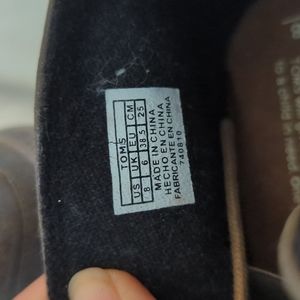 TOMS
US UK EU CM
8 6 38.5 25
MADE IN CHINA
HECHO EN CHINA
FABRICANTE EN CHINA
740810